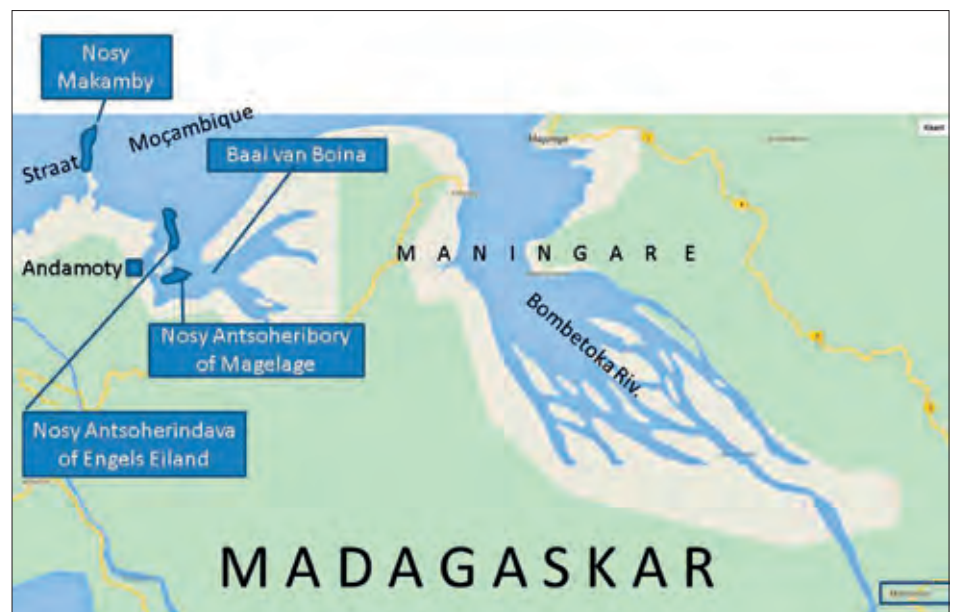 Nosy
Makamby
Straat Moçambique
Baai van Boina
Kaart
Andamoty
M A N I N G A R E
Bombetoka Riv.
Nosy Antsoheribory
of Magelage
Nosy Antsoherindava
of Engels Eiland
MADAGASKAR